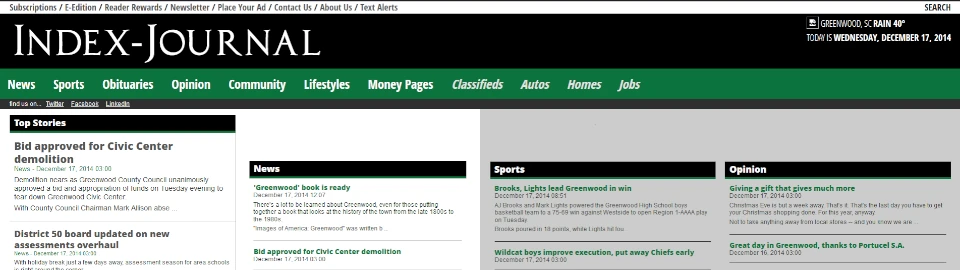 Subscriptions / E-Edition / Reader Rewards / Newsletter / Place Your Ad / Contact Us / About Us / Text Alerts
SEARCH
INDEX-JOURNAL
GREENWOOD, SC RAIN 40°
TODAY IS WEDNESDAY, DECEMBER 17, 2014
News Sports Obituaries Opinion Community Lifestyles Money Pages Classifieds Autos Homes Jobs
find us on... Twitter Facebook LinkedIn
Top Stories
Bid approved for Civic Center
demolition
News - December 17, 2014 03:00
Demolition nears as Greenwood County Council unanimously
approved a bid and appropriation of funds on Tuesday evening to
tear down Greenwood Civic Center.
With County Council Chairman Mark Allison abse ...
District 50 board updated on new
assessments overhaul
News - December 17, 2014 03:00
With holiday break just a few days away, assessment season for area schools
is right around the corner.
News
'Greenwood' book is ready
December 17, 2014 12:07
There's a lot to be learned about Greenwood, even for those putting
together a book that looks at the history of the town from the late 1800s to
the 1980s.
"Images of America: Greenwood" was written b ...
Bid approved for Civic Center demolition
December 17, 2014 03:00
Sports
Brooks, Lights lead Greenwood in win
December 17, 2014 08:51
AJ Brooks and Mark Lights powered the Greenwood High School boys
basketball team to a 75-69 win against Westside to open Region 1-AAAA play
on Tuesday
Brooks poured in 18 points, while Lights hit fou
Wildcat boys improve execution, put away Chiefs early
December 17, 2014 03:00
Opinion
Giving a gift that gives much more
December 17, 2014 03:00
Christmas Eve is but a week away. That's it. That's the last day you have to get
your Christmas shopping done. For this year, anyway.
Not to take anything away from local stores -- and you know we are ...
Great day in Greenwood, thanks to Portucel S.A.
December 16, 2014 03:00